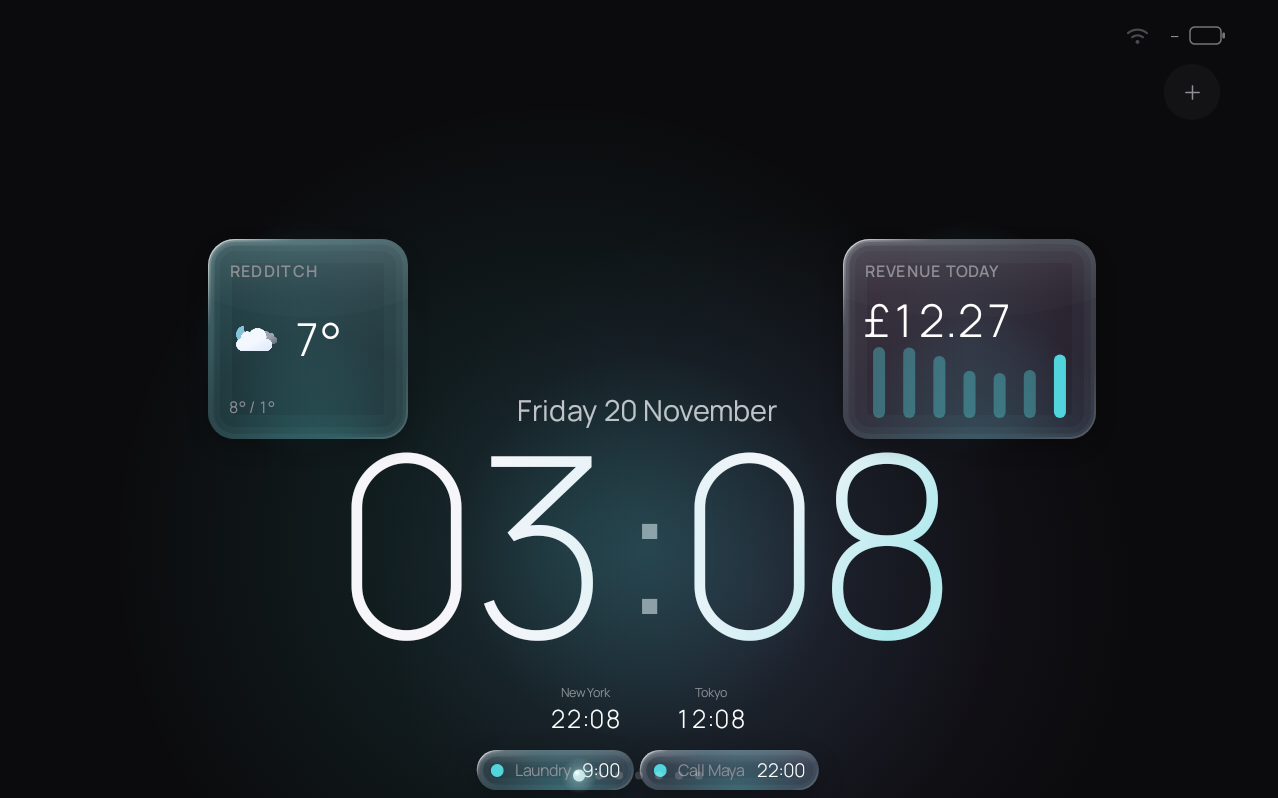 –
+
REDDITCH
7°
8° / 1°
REVENUE TODAY
£12.27
Friday 20 November
03:08
New York
22:08
Tokyo
12:08
Laundry 9:00
Call Maya 22:00